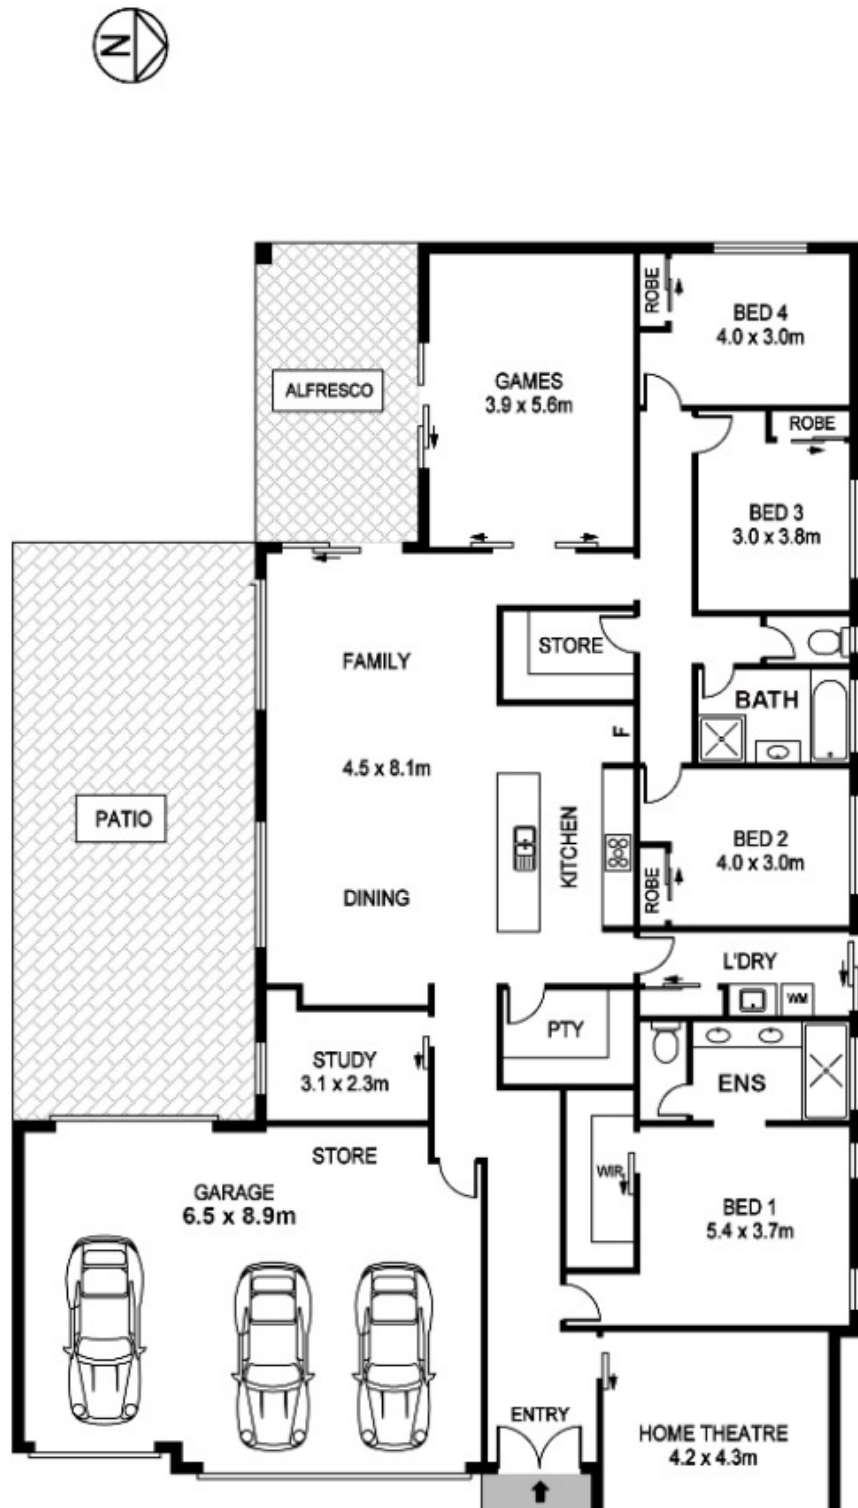 N
ROBE
BED 4
4.0 x 3.0m
ALFRESCO
GAMES
3.9 x 5.6m
ROBE
BED 3
3.0 x 3.8m
STORE
FAMILY
BATH
F
4.5 x 8.1m
PATIO
KITCHEN
BED 2
4.0 x 3.0m
ROBE
DINING
L'DRY
WM
PTY
STUDY
3.1 x 2.3m
ENS
STORE
WIR
GARAGE
6.5 x 8.9m
BED 1
5.4 x 3.7m
ENTRY
HOME THEATRE
4.2 x 4.3m